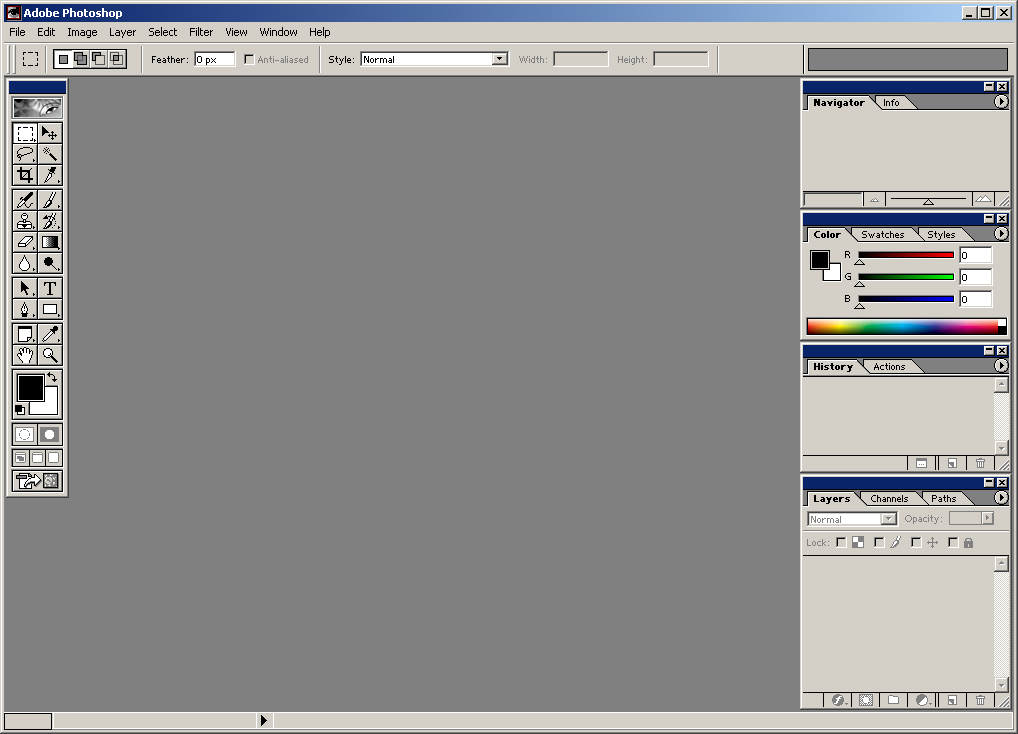 Adobe Photoshop
File Edit Image Layer Select Filter View Window Help
Feather: 0 px Anti-aliased Style: Normal Width: Height:
Navigator Info
Color Swatches Styles
R 0
G 0
B 0
T
History Actions
Layers Channels Paths
Normal Opacity:
Lock: